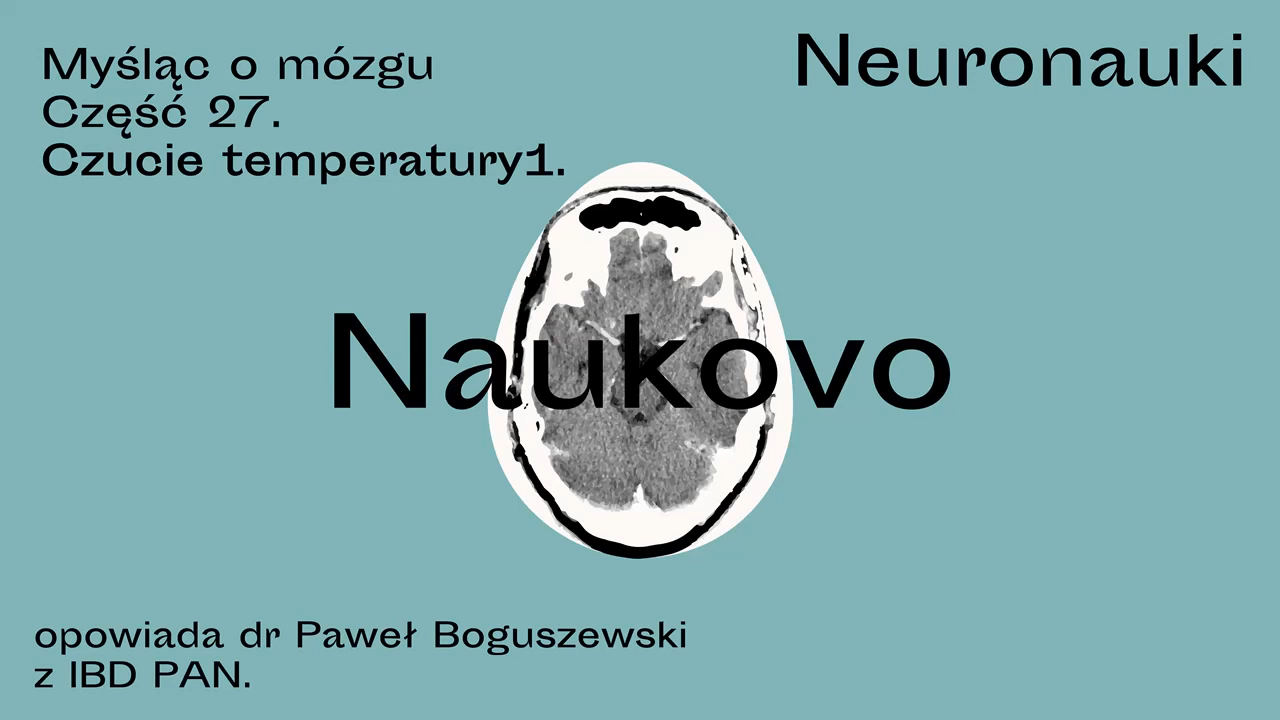 Myśląc o mózgu
Część 27.
Czucie temperatury1.
Neuronauki
Naukovo
opowiada dr Paweł Boguszewski
z IBD PAN.